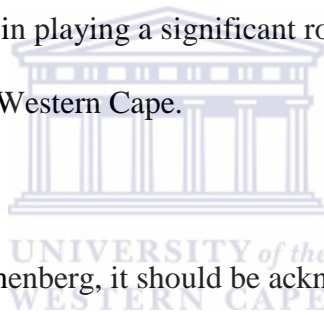 in playing a significant ro
Western Cape.
UNIVERSITY of the
nenberg, it should be ackn
WESTERN CAPE